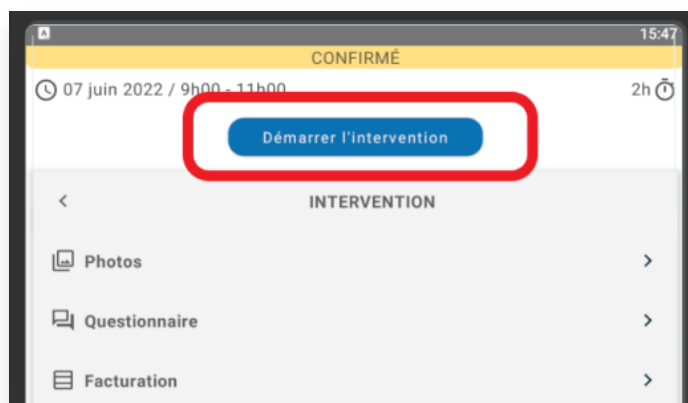 15:47
CONFIRMÉ
07 juin 2022 / 9h00 - 11h00 2h
Démarrer l'intervention
INTERVENTION
Photos
Questionnaire
Facturation